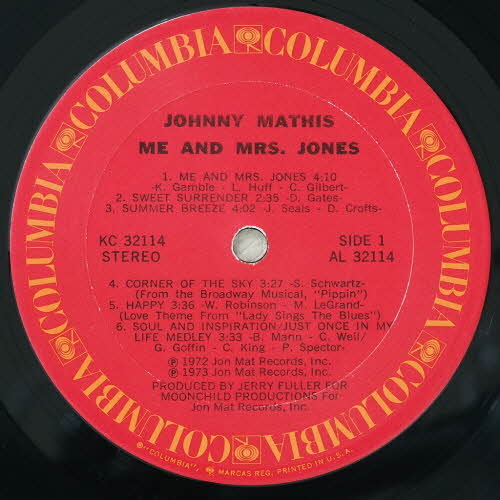 COLUMBIA COLUMBIA COLUMBIA COLUMBIA COLUMBIA COLUMBIA
JOHNNY MATHIS
ME AND MRS. JONES
1. ME AND MRS. JONES 4:10
-K. Gamble - L. Huff - C. Gilbert-
2. SWEET SURRENDER 2:35 -D. Gates-
3. SUMMER BREEZE 4:02 -J. Seals - D. Crofts-
KC 32114 SIDE 1
STEREO AL 32114
4. CORNER OF THE SKY 3:27 -S. Schwartz-
(From the Broadway Musical, "Pippin")
5. HAPPY 3:36 -W. Robinson - M. LeGrand-
(Love Theme From "Lady Sings The Blues")
6. SOUL AND INSPIRATION/JUST ONCE IN MY
LIFE MEDLEY 3:33 -B. Mann - C. Weil/
G. Goffin - C. King - P. Spector-
℗ 1972 Jon Mat Records, Inc.
℗ 1973 Jon Mat Records, Inc.
PRODUCED BY JERRY FULLER FOR
MOONCHILD PRODUCTIONS For
Jon Mat Records, Inc.
®"COLUMBIA", MARCAS REG. PRINTED IN U.S.A.